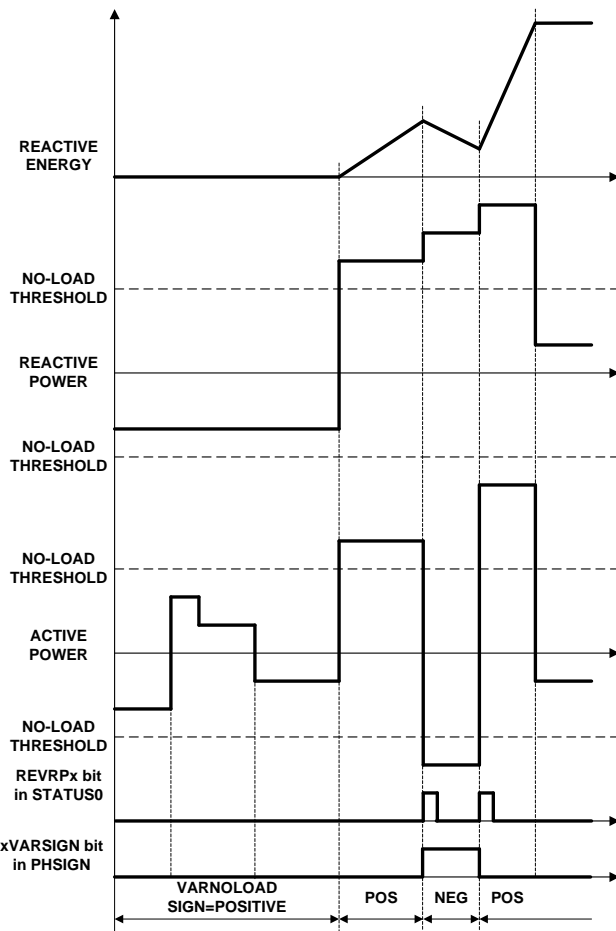 REACTIVE
ENERGY
NO-LOAD
THRESHOLD
REACTIVE
POWER
NO-LOAD
THRESHOLD
NO-LOAD
THRESHOLD
ACTIVE
POWER
NO-LOAD
THRESHOLD
REVRPx bit
in STATUS0
xVARSIGN bit
in PHSIGN
VARNOLOAD
SIGN=POSITIVE
POS
NEG
POS